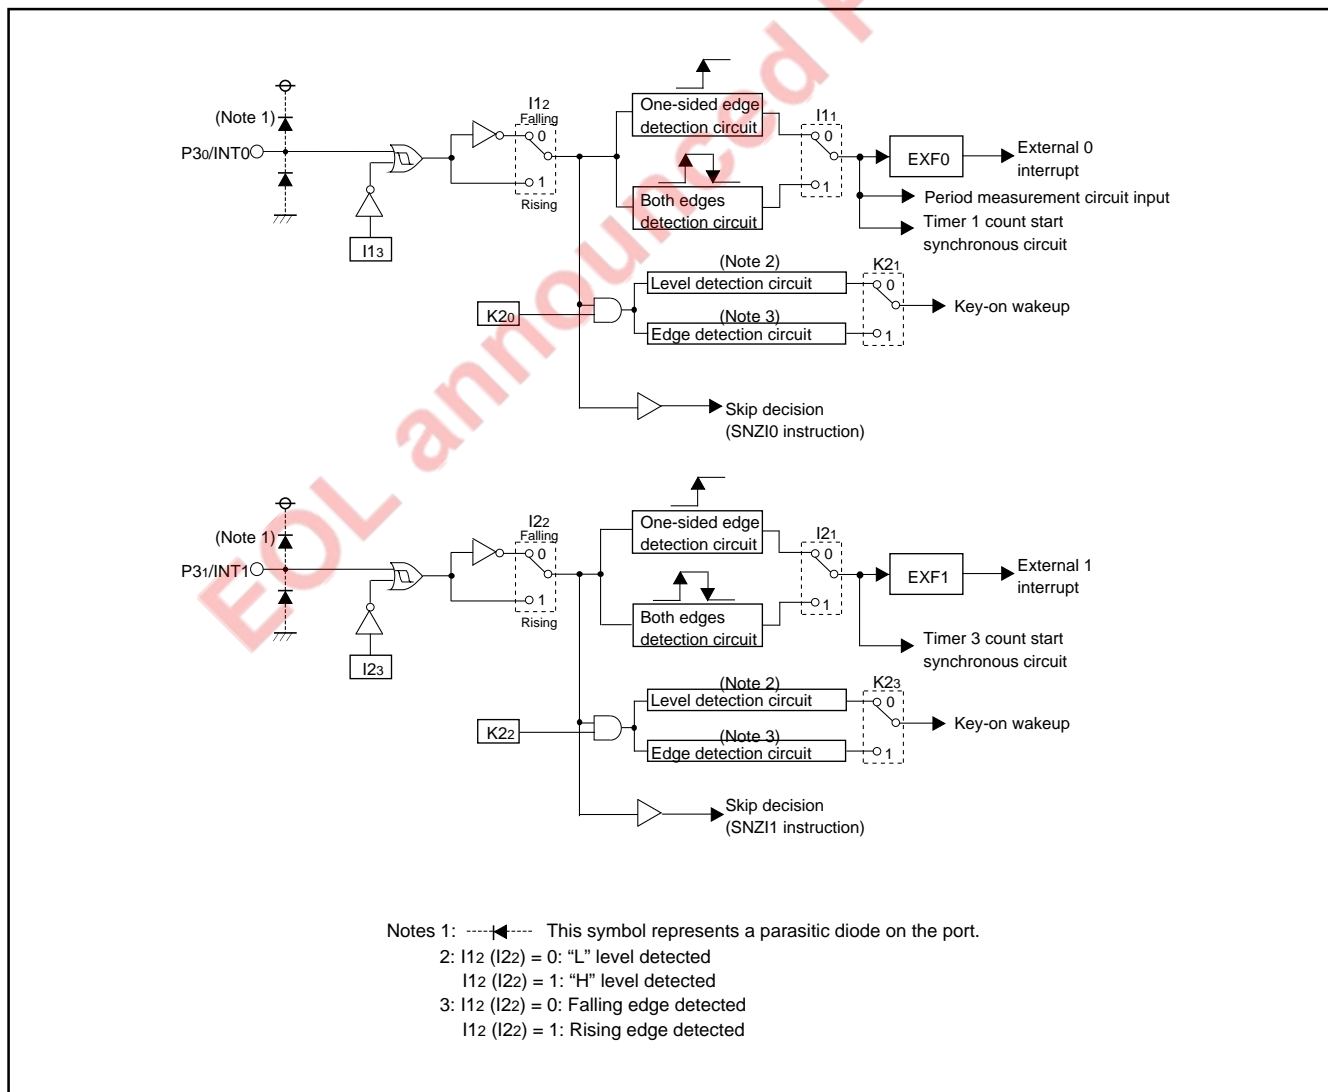 EOL announced
I12
Falling
0
(Note 1)
P30/INT0
1
Rising
I13
One-sided edge
detection circuit
Both edges
detection circuit
I11
0
1
EXF0
External 0
interrupt
Period measurement circuit input
Timer 1 count start
synchronous circuit
K20
(Note 2)
Level detection circuit
(Note 3)
Edge detection circuit
K21
0
1
Key-on wakeup
Skip decision
(SNZI0 instruction)
I22
Falling
0
(Note 1)
P31/INT1
1
Rising
I23
One-sided edge
detection circuit
Both edges
detection circuit
I21
0
1
EXF1
External 1
interrupt
Timer 3 count start
synchronous circuit
K22
(Note 2)
Level detection circuit
(Note 3)
Edge detection circuit
K23
0
1
Key-on wakeup
Skip decision
(SNZI1 instruction)
Notes 1: This symbol represents a parasitic diode on the port.
2: I12 (I22) = 0: “L” level detected
I12 (I22) = 1: “H” level detected
3: I12 (I22) = 0: Falling edge detected
I12 (I22) = 1: Rising edge detected